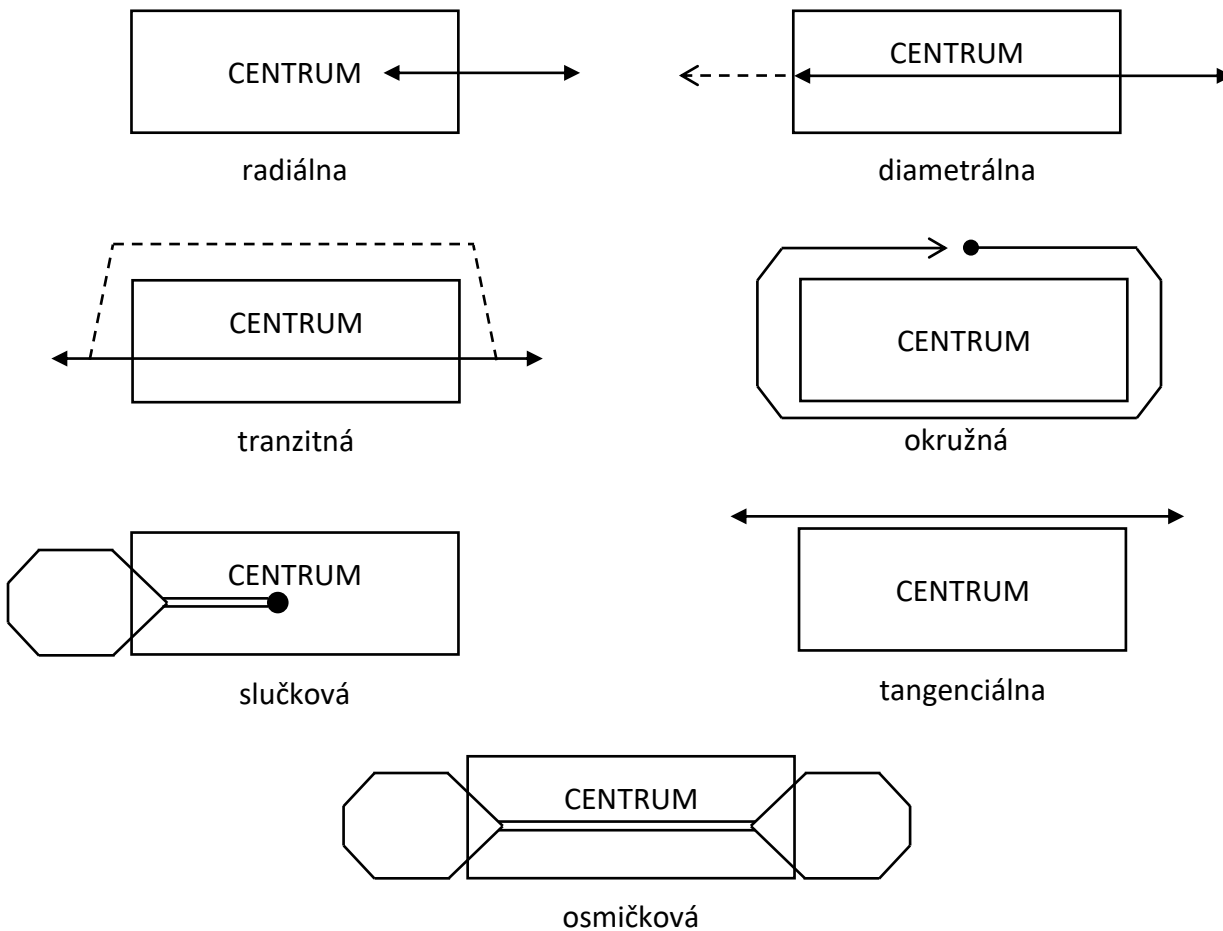 CENTRUM
radiálna
CENTRUM
diametrálna
CENTRUM
tranzitná
CENTRUM
okružná
CENTRUM
slučková
CENTRUM
tangenciálna
CENTRUM
osmičková